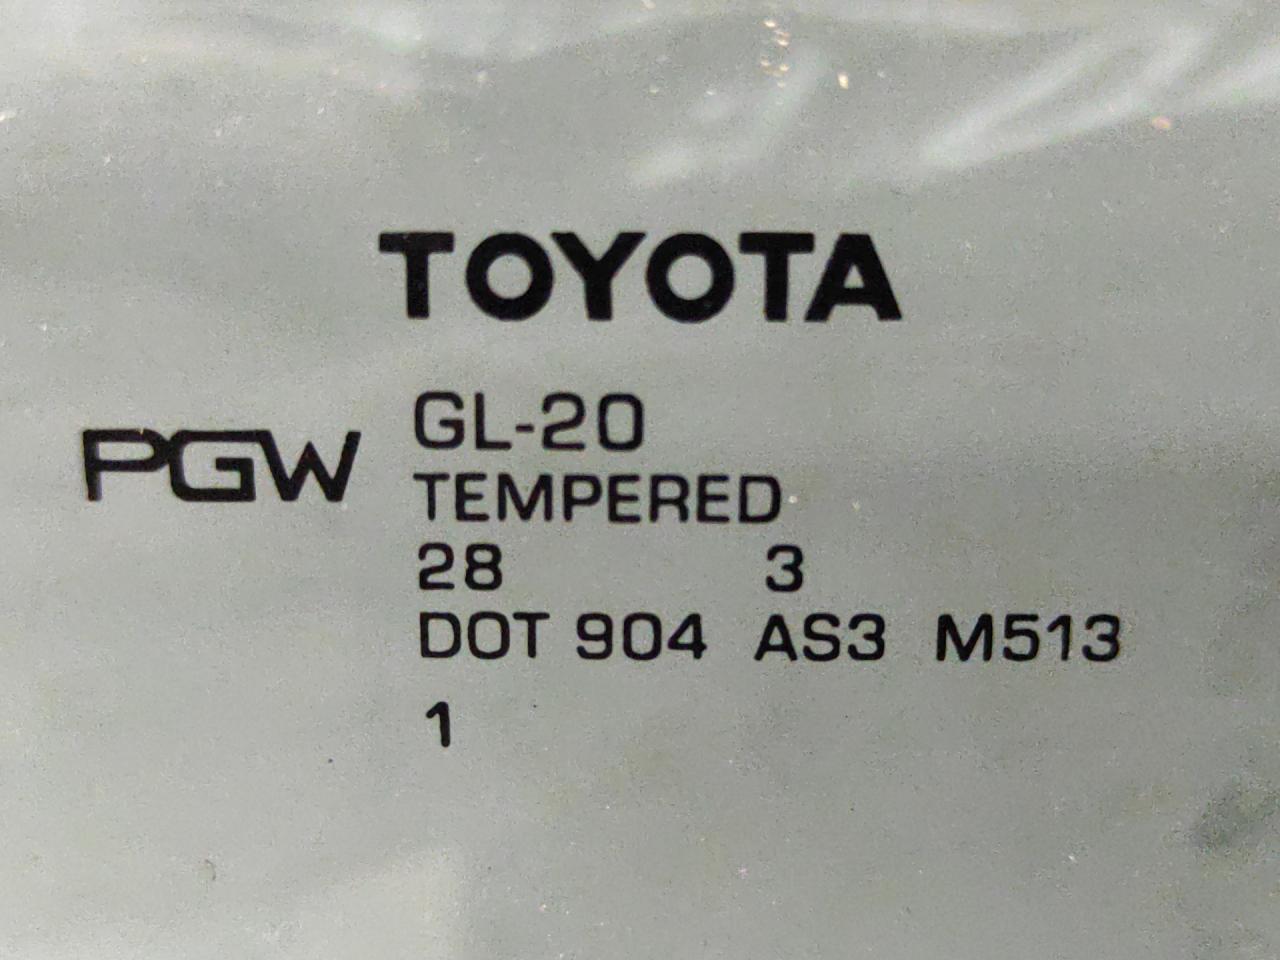 TOYOTA
PGW
GL-20
TEMPERED
28 3
DOT 904 AS3 M513
1